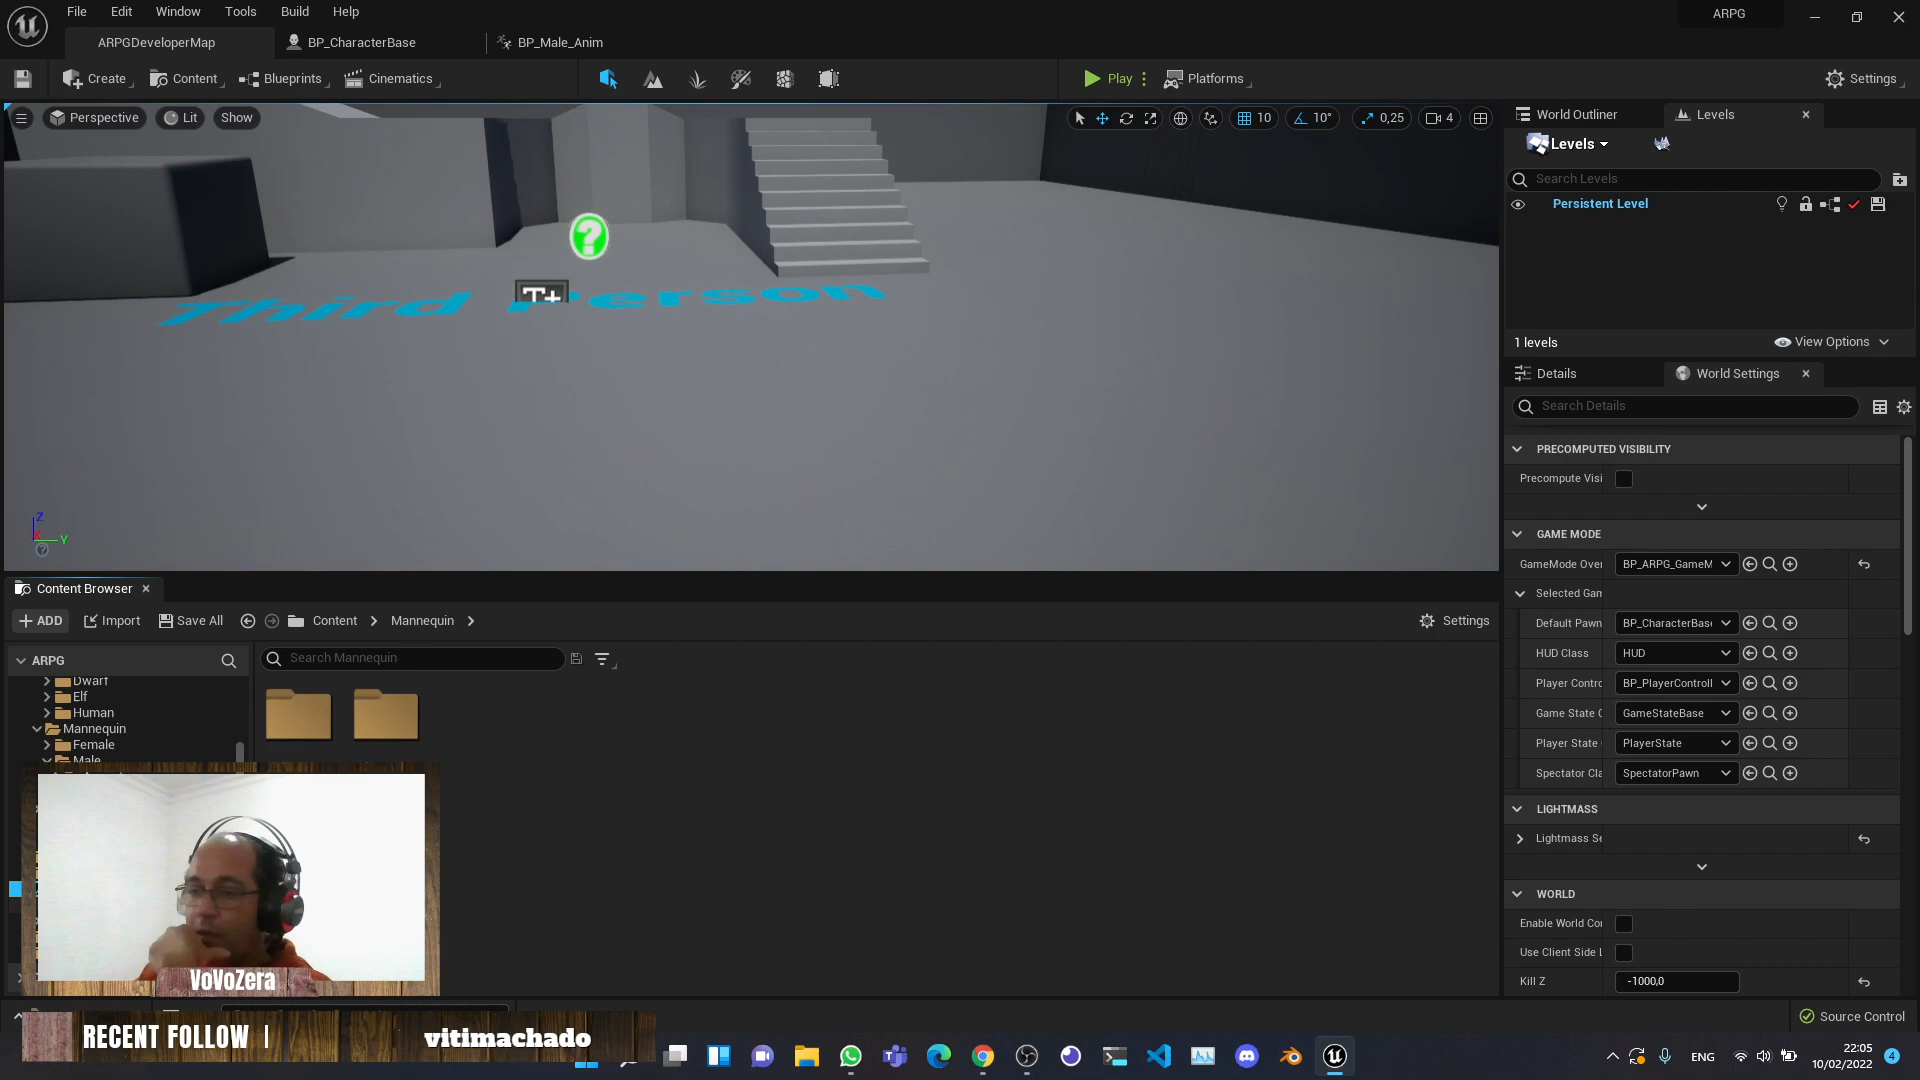 File Edit Window Tools Build Help
ARPG
ARPGDeveloperMap
BP_CharacterBase
BP_Male_Anim
Create
Content
Blueprints
Cinematics
Play
Platforms
Settings
Perspective
Lit
Show
10
10°
0,25
4
Third Person
T+
?
Z
X
Y
World Outliner
Levels
Levels
Search Levels
Persistent Level
1 levels
View Options
Details
World Settings
Search Details
PRECOMPUTED VISIBILITY
Precompute Visi
GAME MODE
GameMode Over
BP_ARPG_GameM
Selected Gam
Default Pawn
BP_CharacterBas
HUD Class
HUD
Player Contro
BP_PlayerControll
Game State C
GameStateBase
Player State
PlayerState
Spectator Cla
SpectatorPawn
LIGHTMASS
Lightmass Se
WORLD
Enable World Co
Use Client Side L
Kill Z
-1000,0
Content Browser
ADD
Import
Save All
Content
Mannequin
Settings
ARPG
Search Mannequin
Dwarf
Elf
Human
Mannequin
Female
Male
VoVoZera
RECENT FOLLOW |
vitimachado
Source Control
ENG
22:05
10/02/2022
4